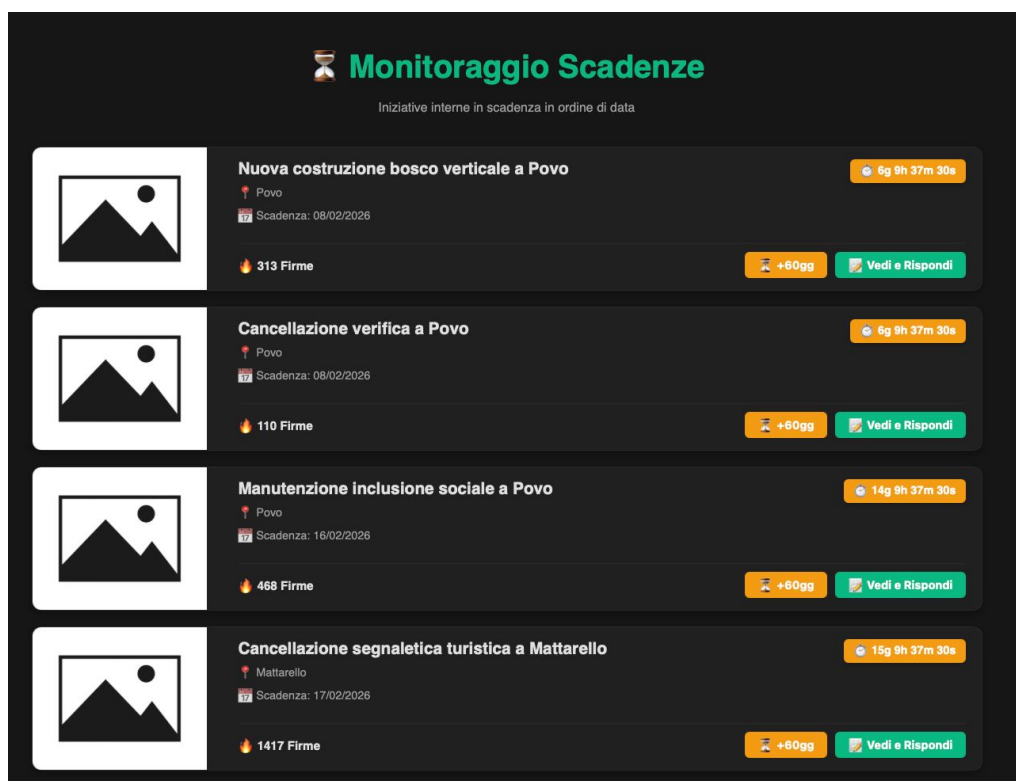 ⏳ Monitoraggio Scadenze
Iniziative interne in scadenza in ordine di data
Nuova costruzione bosco verticale a Povo
⏱ 6g 9h 37m 30s
📍 Povo
📅 Scadenza: 08/02/2026
🔥 313 Firme
⏳ +60gg
📝 Vedi e Rispondi
Cancellazione verifica a Povo
⏱ 6g 9h 37m 30s
📍 Povo
📅 Scadenza: 08/02/2026
🔥 110 Firme
⏳ +60gg
📝 Vedi e Rispondi
Manutenzione inclusione sociale a Povo
⏱ 14g 9h 37m 30s
📍 Povo
📅 Scadenza: 16/02/2026
🔥 468 Firme
⏳ +60gg
📝 Vedi e Rispondi
Cancellazione segnaletica turistica a Mattarello
⏱ 15g 9h 37m 30s
📍 Mattarello
📅 Scadenza: 17/02/2026
🔥 1417 Firme
⏳ +60gg
📝 Vedi e Rispondi